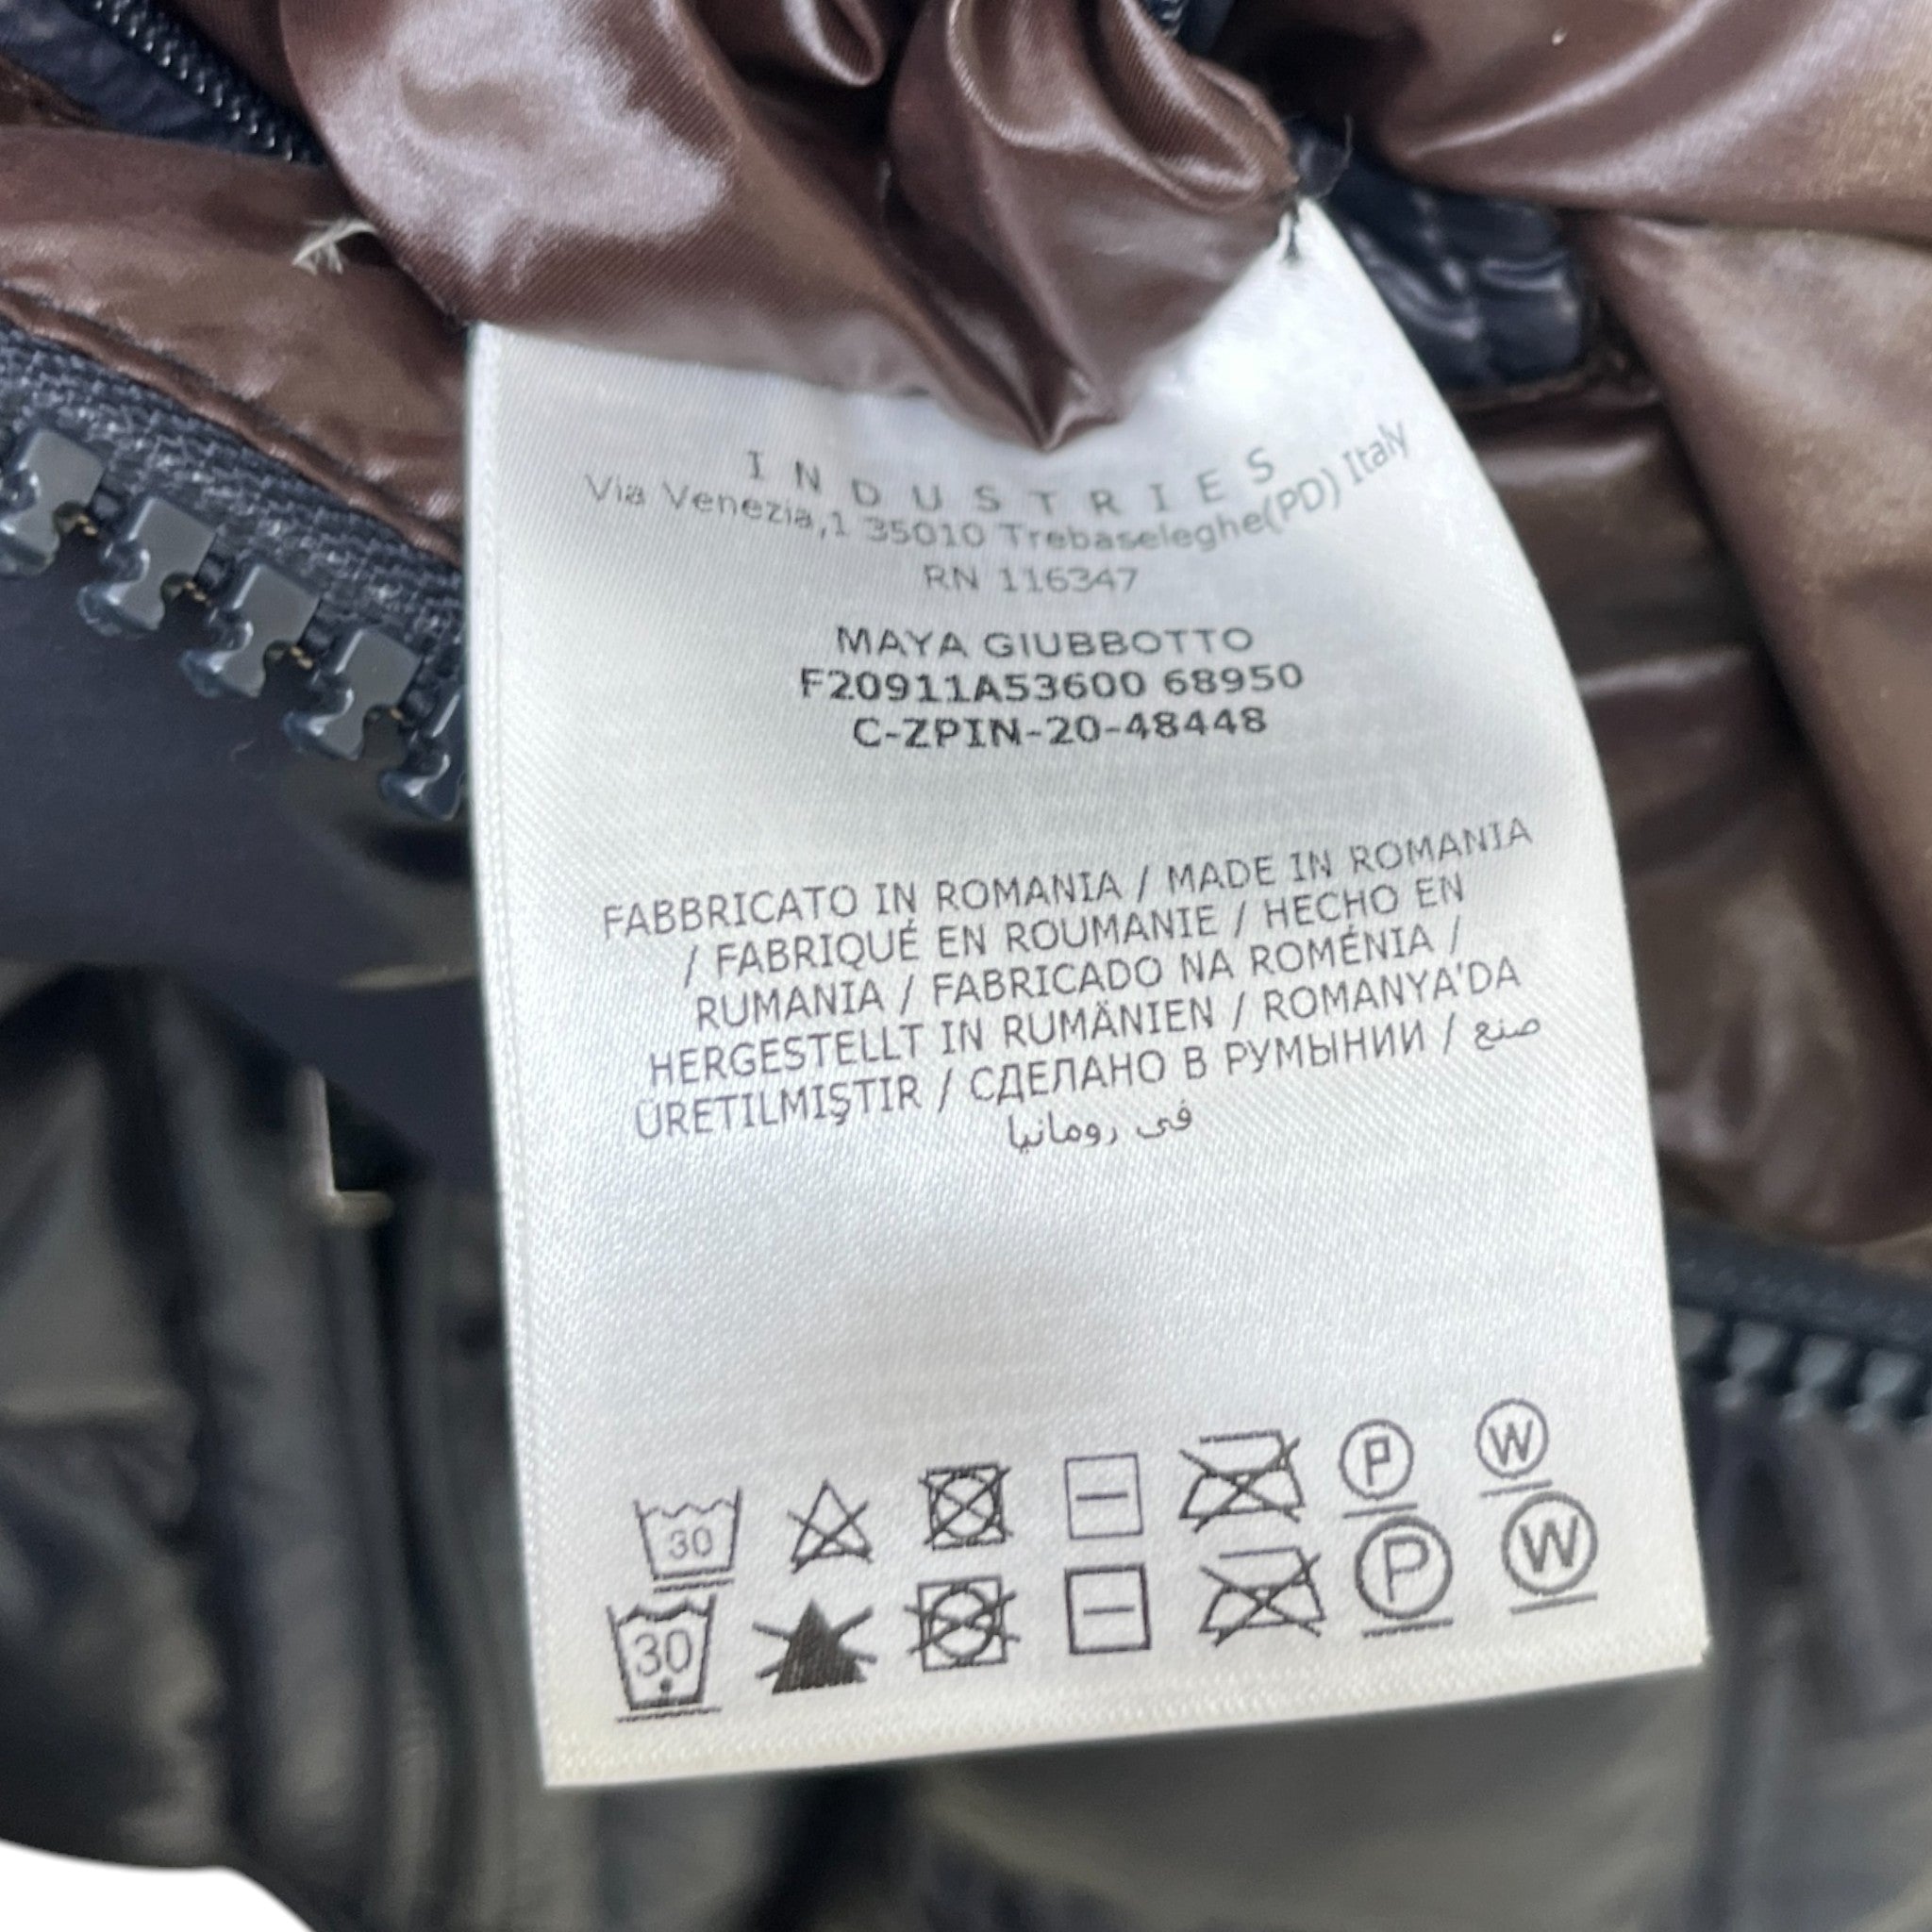 INDUSTRIES
Via Venezia,1 35010 Trebaseleghe(PD) Italy
RN 116347
MAYA GIUBBOTTO
F20911A53600 68950
C-ZPIN-20-48448
FABBRICATO IN ROMANIA / MADE IN ROMANIA
/ FABRIQUÉ EN ROUMANIE / HECHO EN
RUMANIA / FABRICADO NA ROMÉNIA /
HERGESTELLT IN RUMÄNIEN / ROMANYA'DA
ÜRETILMIŞTIR / СДЕЛАНО В РУМЫНИИ / صنع
في رومانيا
30 P W
30 P W